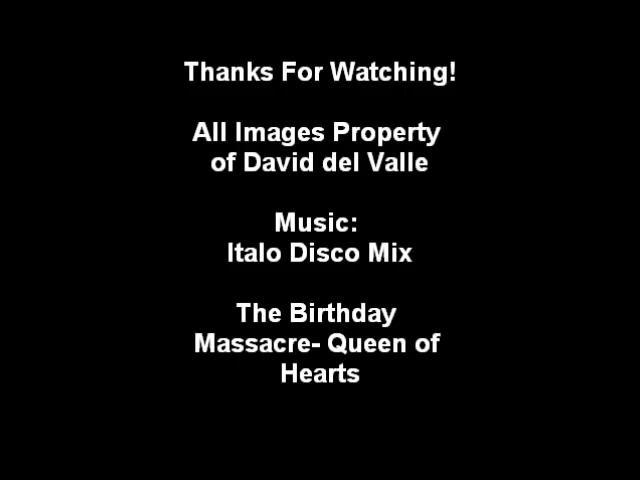 Thanks For Watching!
All Images Property
of David del Valle
Music:
Italo Disco Mix
The Birthday
Massacre- Queen of
Hearts